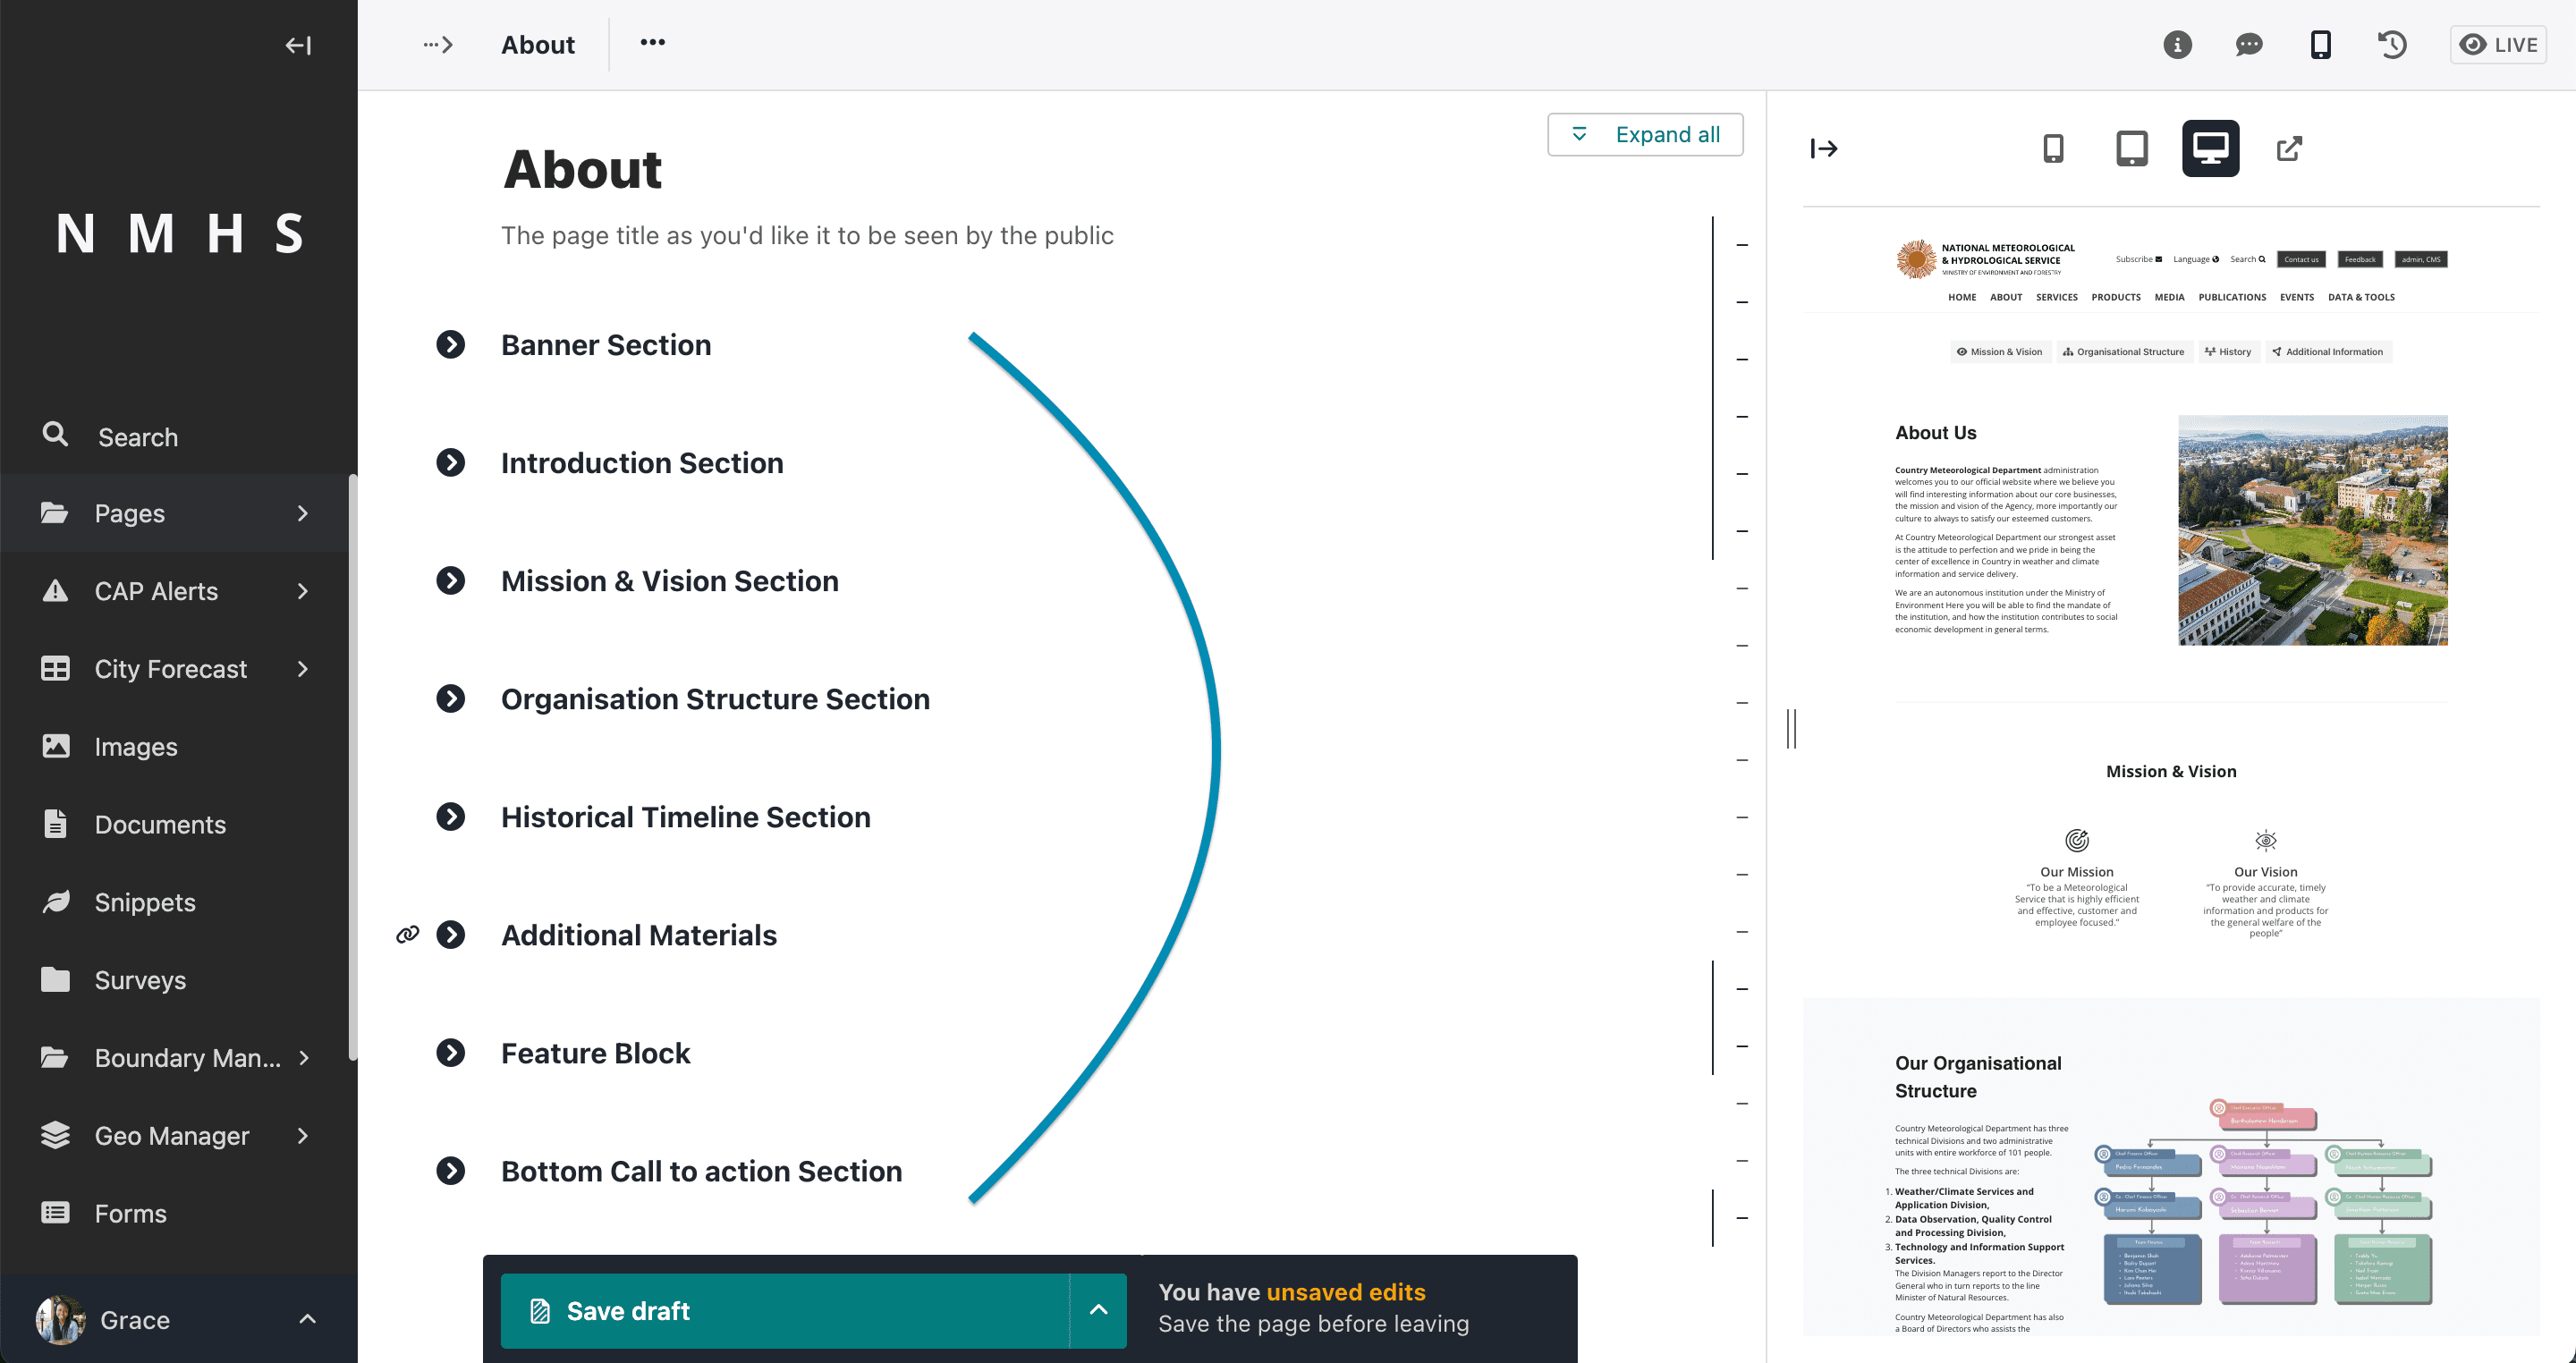 About
LIVE
N M H S
Search
Pages
CAP Alerts
City Forecast
Images
Documents
Snippets
Surveys
Boundary Man...
Geo Manager
Forms
Grace
Expand all
About
The page title as you'd like it to be seen by the public
Banner Section
Introduction Section
Mission & Vision Section
Organisation Structure Section
Historical Timeline Section
Additional Materials
Feature Block
Bottom Call to action Section
Save draft
You have unsaved edits
Save the page before leaving
NATIONAL METEOROLOGICAL
& HYDROLOGICAL SERVICE
MINISTRY OF ENVIRONMENT AND FORESTRY
Subscribe Language Search Contact us Feedback admin, CMS
HOME ABOUT SERVICES PRODUCTS MEDIA PUBLICATIONS EVENTS DATA & TOOLS
Mission & Vision Organisational Structure History Additional Information
About Us
Country Meteorological Department administration
welcomes you to our official website where we believe you
will find interesting information about our core businesses,
the mission and vision of the Agency, more importantly our
culture to always to satisfy our esteemed customers.
At Country Meteorological Department our strongest asset
is the attitude to perfection and we pride in being the
center of excellence in Country in weather and climate
information and service delivery.
We are an autonomous institution under the Ministry of
Environment Here you will be able to find the mandate of
the institution, and how the institution contributes to social
economic development in general terms.
Mission & Vision
Our Mission
"To be a Meteorological
Service that is highly efficient
and effective, customer and
employee focused."
Our Vision
"To provide accurate, timely
weather and climate
information and products for
the general welfare of the
people"
Our Organisational
Structure
Country Meteorological Department has three
technical Divisions and two administrative
units with entire workforce of 101 people.
The three technical Divisions are:
1. Weather/Climate Services and
Application Division,
2. Data Observation, Quality Control
and Processing Division,
3. Technology and Information Support
Services.
The Division Managers report to the Director
General who in turn reports to the line
Minister of Natural Resources.
Country Meteorological Department has also
a Board of Directors who assists the